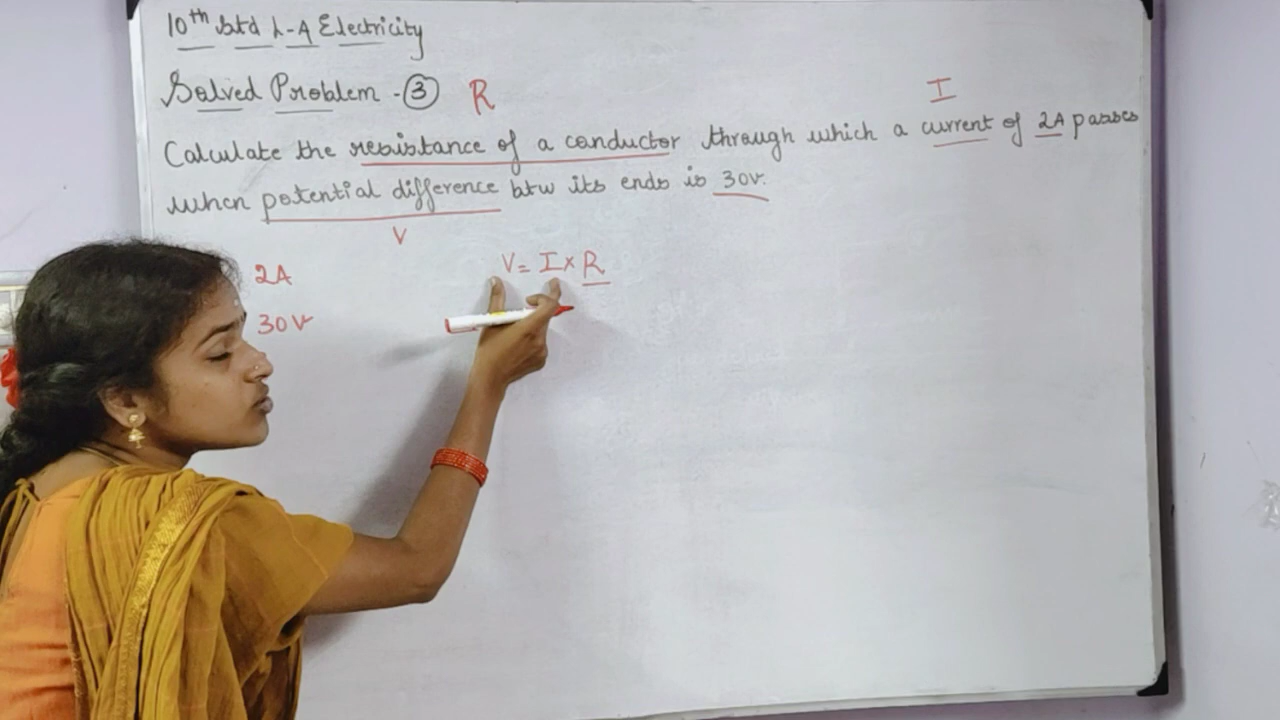 10th Std L-4 Electricity
Solved Problem - 3 R
I
Calculate the resistance of a conductor through which a current of 2A passes
when potential difference btw its ends is 30V.
V
2A
V = I × R
30V